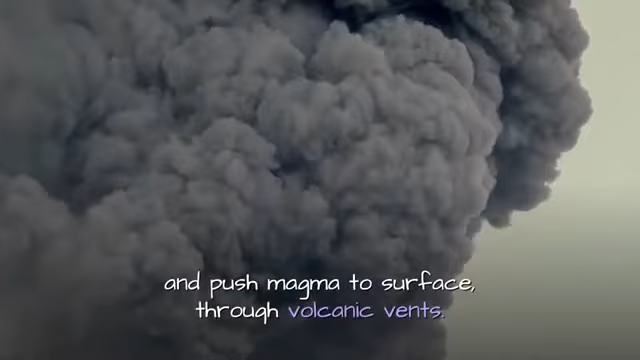 and push magma to surface,
through volcanic vents.